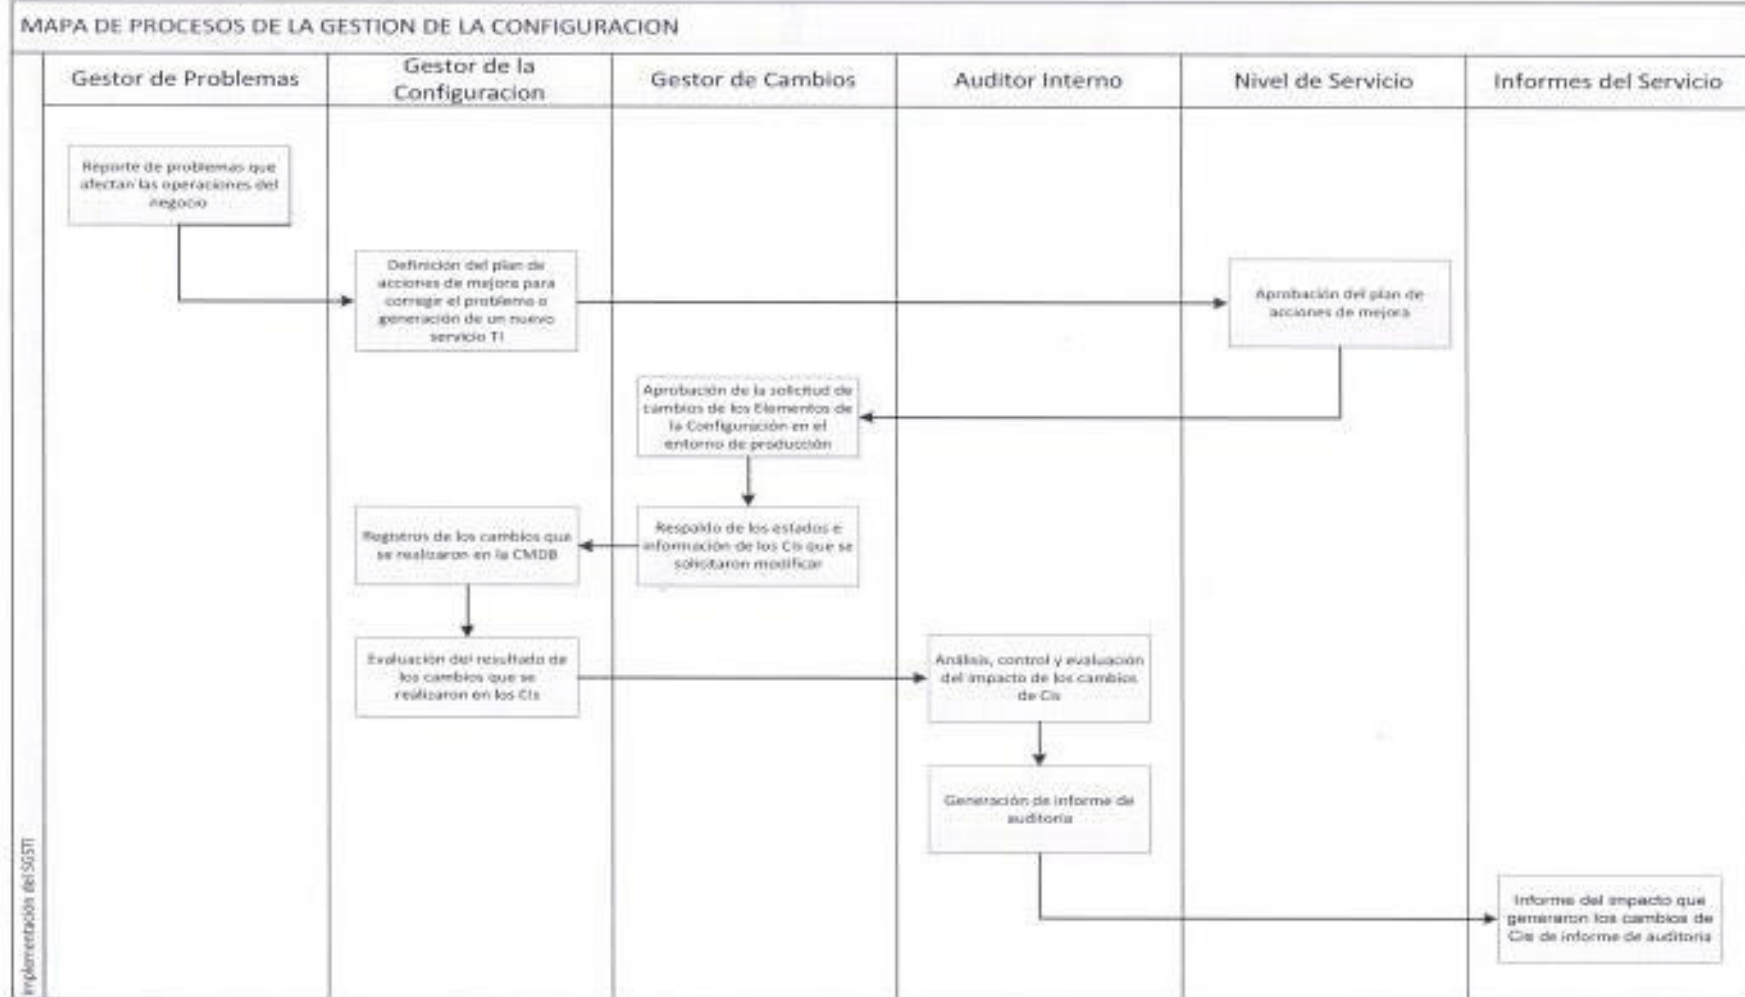 MAPA DE PROCESOS DE LA GESTION DE LA CONFIGURACION
Gestor de Problemas
Gestor de la
Configuracion
Gestor de Cambios
Auditor Interno
Nivel de Servicio
Informes del Servicio
Reporte de problemas que
afectan las operaciones del
negocio
Definición del plan de
acciones de mejora para
corregir el problema o
generación de un nuevo
servicio TI
Aprobación del plan de
acciones de mejora
Aprobación de la solicitud de
cambios de los Elementos de
la Configuración en el
entorno de producción
Registros de los cambios que
se realizaron en la CMDB
Respaldo de los estados e
información de los CIs que se
solicitaron modificar
Evaluación del resultado de
los cambios que se
realizaron en los CIs
Análisis, control y evaluación
del impacto de los cambios
de CIs
Generación de informe de
auditoria
Informe del impacto que
generaron los cambios de
CIs de informe de auditoria
Implementación del SGSTI